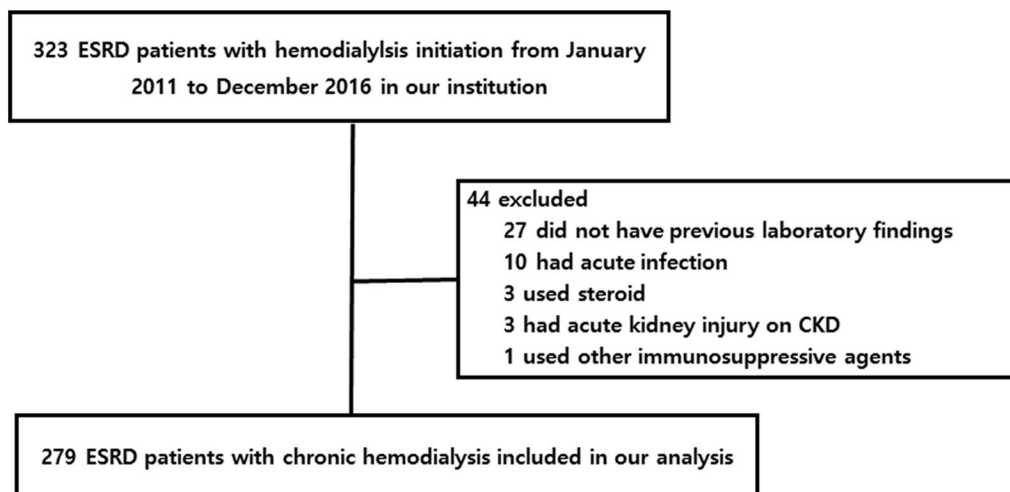 323 ESRD patients with hemodialylsis initiation from January
2011 to December 2016 in our institution
44 excluded
27 did not have previous laboratory findings
10 had acute infection
3 used steroid
3 had acute kidney injury on CKD
1 used other immunosuppressive agents
279 ESRD patients with chronic hemodialysis included in our analysis